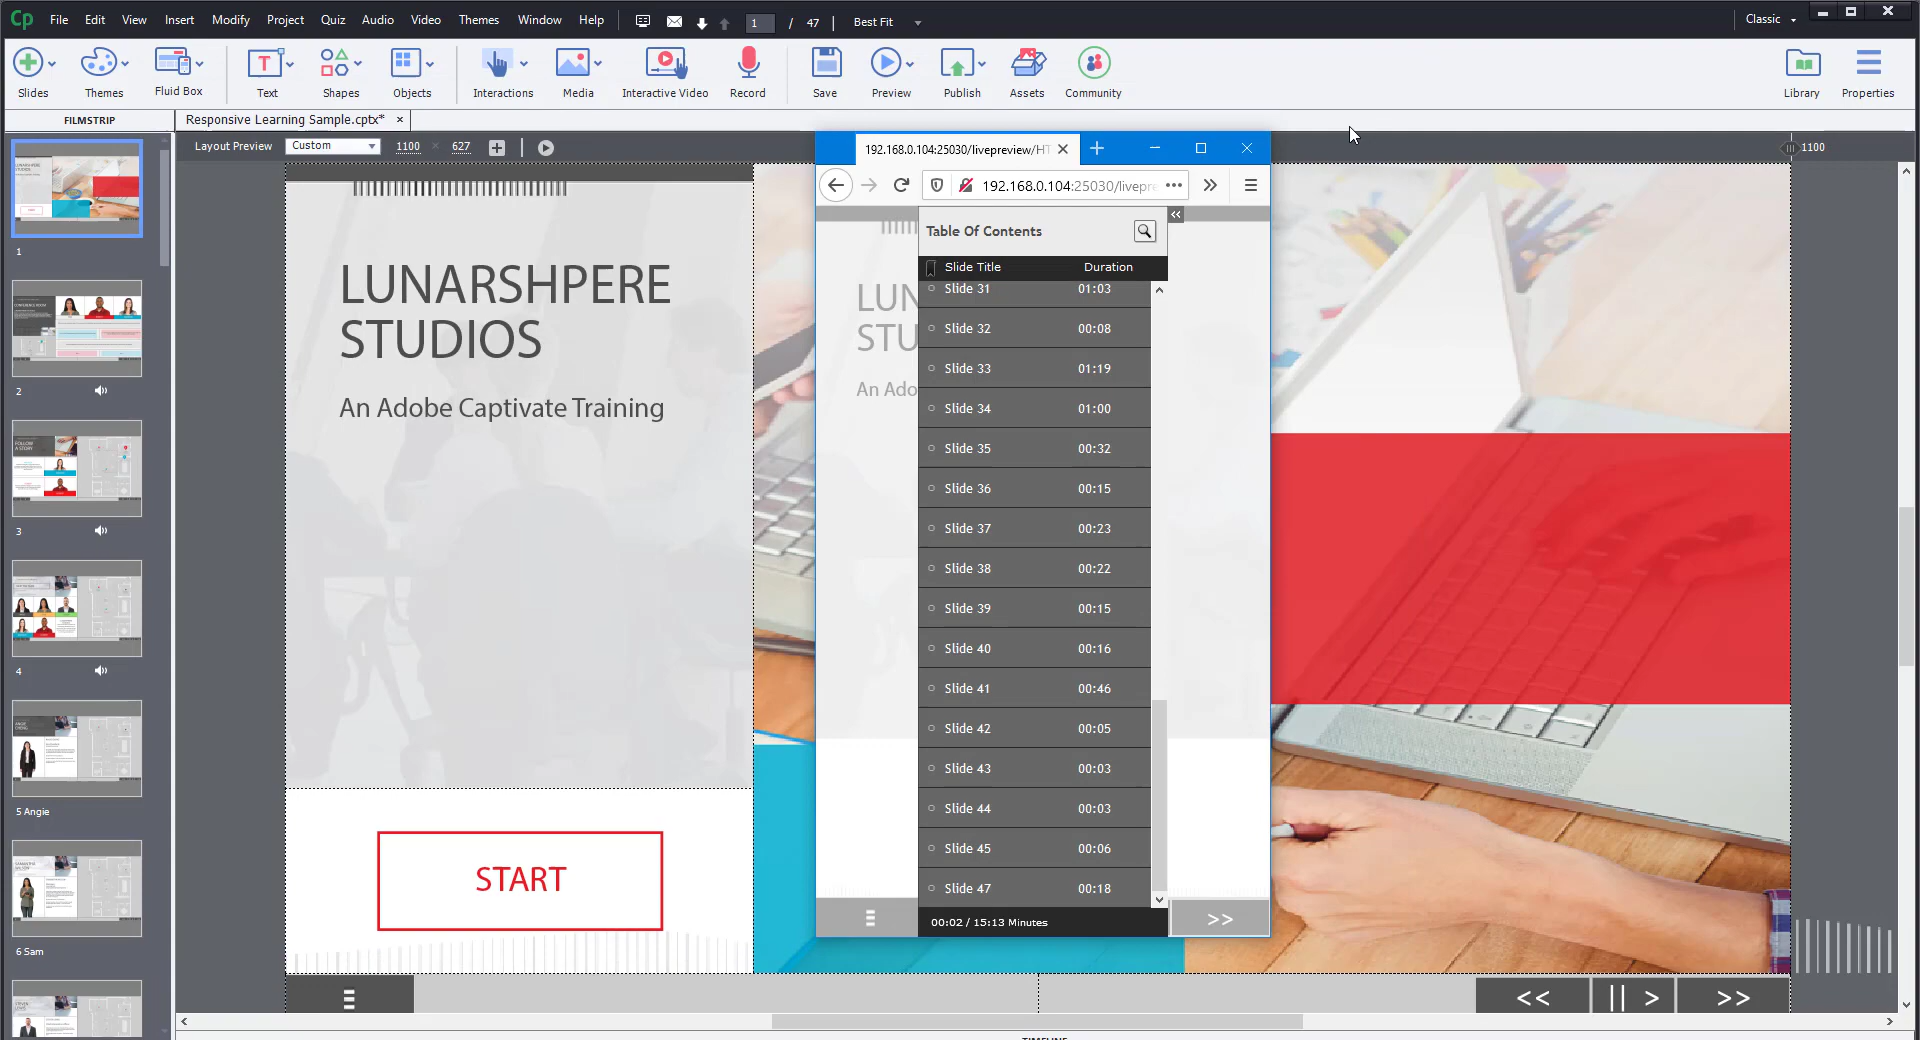 Cp File Edit View Insert Modify Project Quiz Audio Video Themes Window Help 1 / 47 Best Fit Classic
Slides Themes Fluid Box Text Shapes Objects Interactions Media Interactive Video Record Save Preview Publish Assets Community Library Properties
FILMSTRIP Responsive Learning Sample.cptx*
Layout Preview Custom 1100 × 627
1100
192.168.0.104:25030/livepreview/HT
192.168.0.104:25030/livepre
Table Of Contents
Slide Title Duration
Slide 31 01:03
Slide 32 00:08
Slide 33 01:19
Slide 34 01:00
Slide 35 00:32
Slide 36 00:15
Slide 37 00:23
Slide 38 00:22
Slide 39 00:15
Slide 40 00:16
Slide 41 00:46
Slide 42 00:05
Slide 43 00:03
Slide 44 00:03
Slide 45 00:06
Slide 47 00:18
00:02 / 15:13 Minutes
>>
LUN
STU
An Ado
LUNARSHPERE
STUDIOS
An Adobe Captivate Training
START
<< || > >>
1
2
3
4
5 Angie
6 Sam
TIMELINE